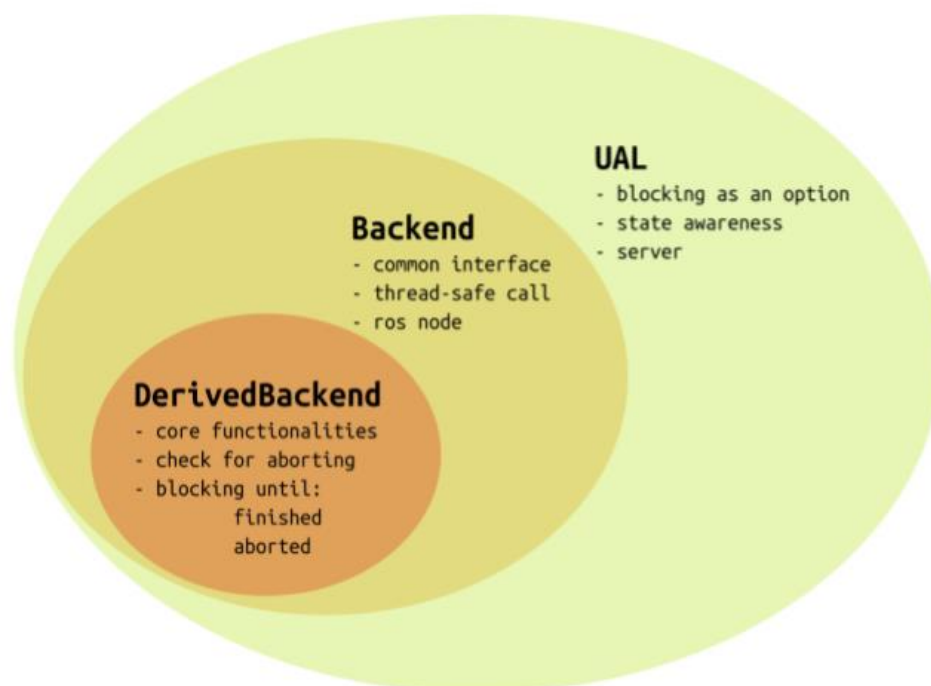 UAL
- blocking as an option
- state awareness
- server
Backend
- common interface
- thread-safe call
- ros node
DerivedBackend
- core functionalities
- check for aborting
- blocking until:
finished
aborted